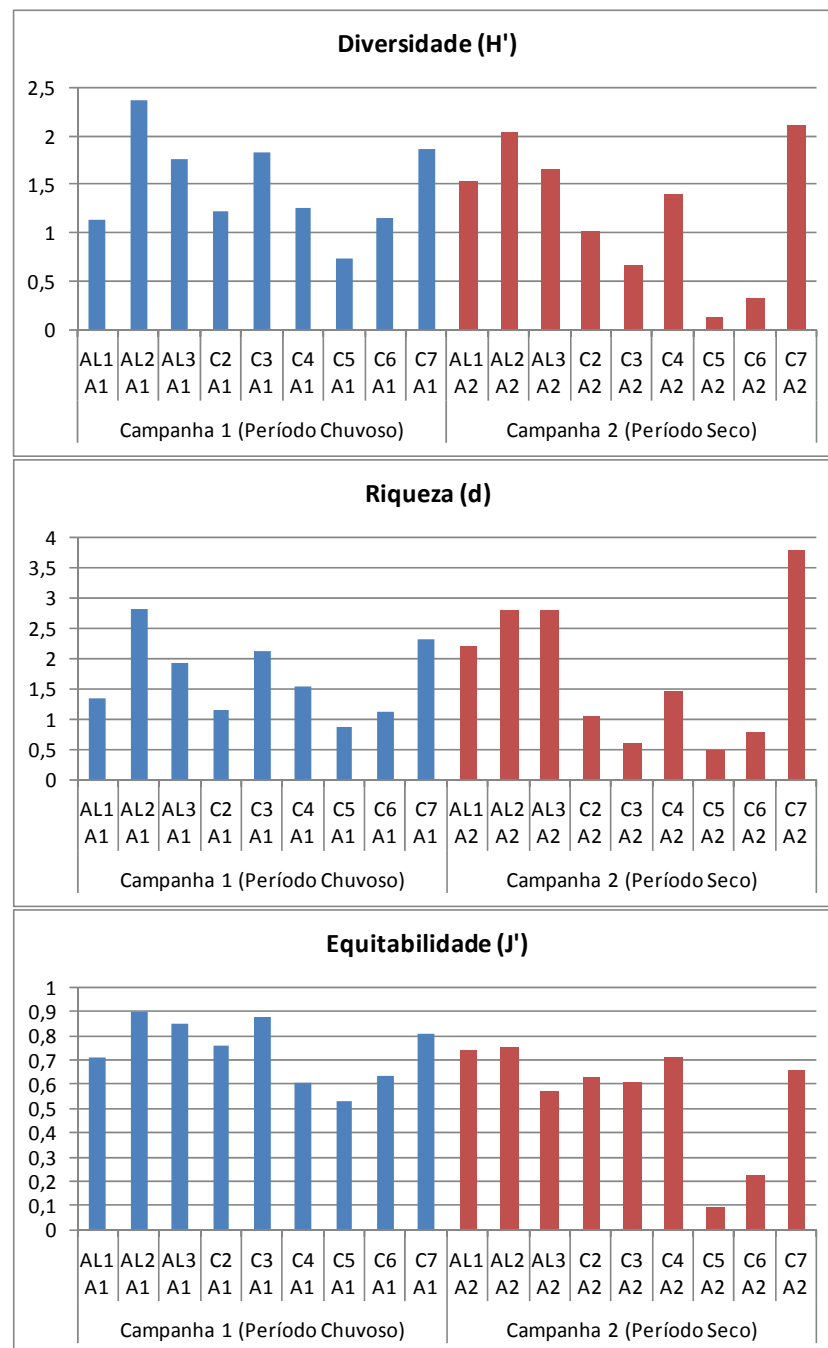 Diversidade (H')
2,5
2
1,5
1
0,5
0
AL1 AL2 AL3 C2 C3 C4 C5 C6 C7 AL1 AL2 AL3 C2 C3 C4 C5 C6 C7
A1 A1 A1 A1 A1 A1 A1 A1 A1 A2 A2 A2 A2 A2 A2 A2 A2 A2
Campanha 1 (Período Chuvoso) Campanha 2 (Período Seco)
Riqueza (d)
4
3,5
3
2,5
2
1,5
1
0,5
0
AL1 AL2 AL3 C2 C3 C4 C5 C6 C7 AL1 AL2 AL3 C2 C3 C4 C5 C6 C7
A1 A1 A1 A1 A1 A1 A1 A1 A1 A2 A2 A2 A2 A2 A2 A2 A2 A2
Campanha 1 (Período Chuvoso) Campanha 2 (Período Seco)
Equitabilidade (J')
1
0,9
0,8
0,7
0,6
0,5
0,4
0,3
0,2
0,1
0
AL1 AL2 AL3 C2 C3 C4 C5 C6 C7 AL1 AL2 AL3 C2 C3 C4 C5 C6 C7
A1 A1 A1 A1 A1 A1 A1 A1 A1 A2 A2 A2 A2 A2 A2 A2 A2 A2
Campanha 1 (Período Chuvoso) Campanha 2 (Período Seco)